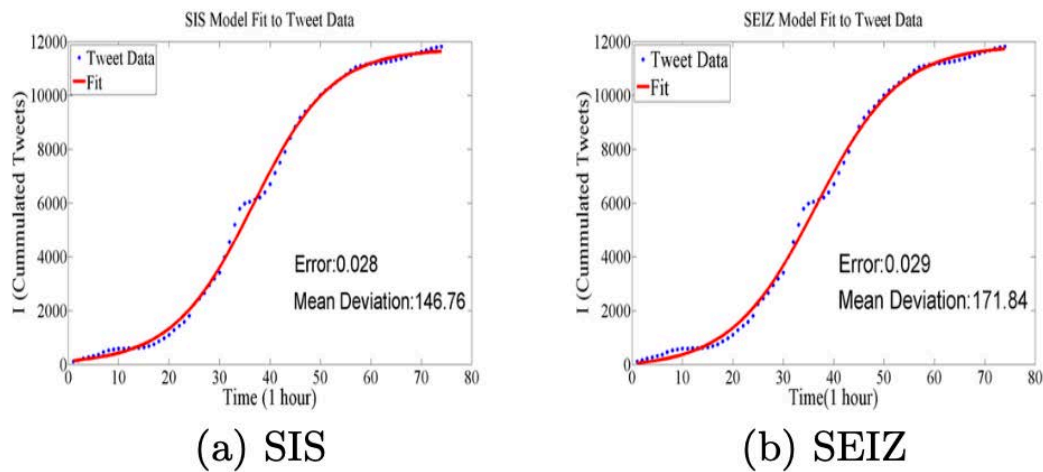 SIS Model Fit to Tweet Data
12000
10000
8000
6000
4000
2000
0
I (Cummulated Tweets)
Tweet Data
Fit
Error:0.028
Mean Deviation:146.76
0 10 20 30 40 50 60 70 80
Time (1 hour)
(a) SIS
SEIZ Model Fit to Tweet Data
12000
10000
8000
6000
4000
2000
0
I (Cummulated Tweets)
Tweet Data
Fit
Error:0.029
Mean Deviation:171.84
0 10 20 30 40 50 60 70 80
Time(1 hour)
(b) SEIZ